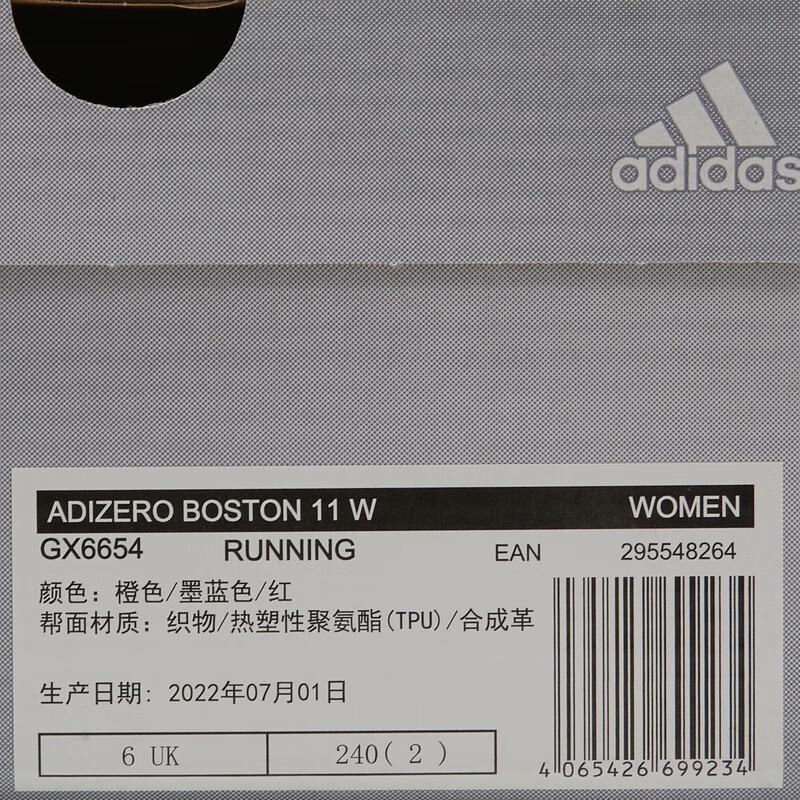 adidas
ADIZERO BOSTON 11 W WOMEN
GX6654 RUNNING EAN 295548264
颜色：橙色/墨蓝色/红
帮面材质：织物/热塑性聚氨酯(TPU)/合成革
生产日期：2022年07月01日
6 UK 240( 2 )
4 065426 699234